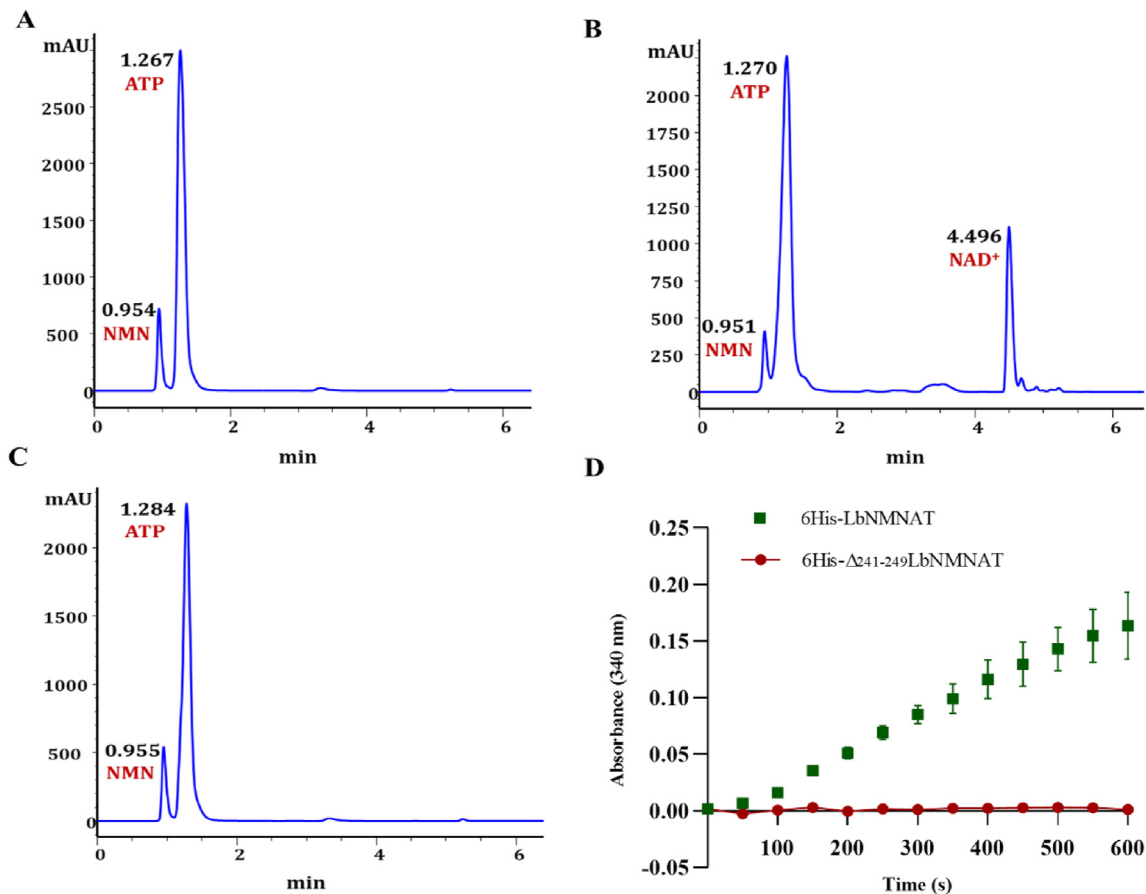 A
mAU
1.267
ATP
2500
2000
1500
1000
0.954
500
NMN
0
0
2
4
6
min
B
mAU
1.270
2000
ATP
1750
1500
1250
4.496
1000
NAD⁺
750
0.951
500
NMN
250
0
0
2
4
6
min
C
mAU
1.284
2000
ATP
1500
1000
0.955
500
NMN
0
0
2
4
6
min
D
0.25
6His-LbNMNAT
0.20
6His-Δ241-249LbNMNAT
0.15
0.10
0.05
0.00
-0.05
100
200
300
400
500
600
Absorbance (340 nm)
Time (s)